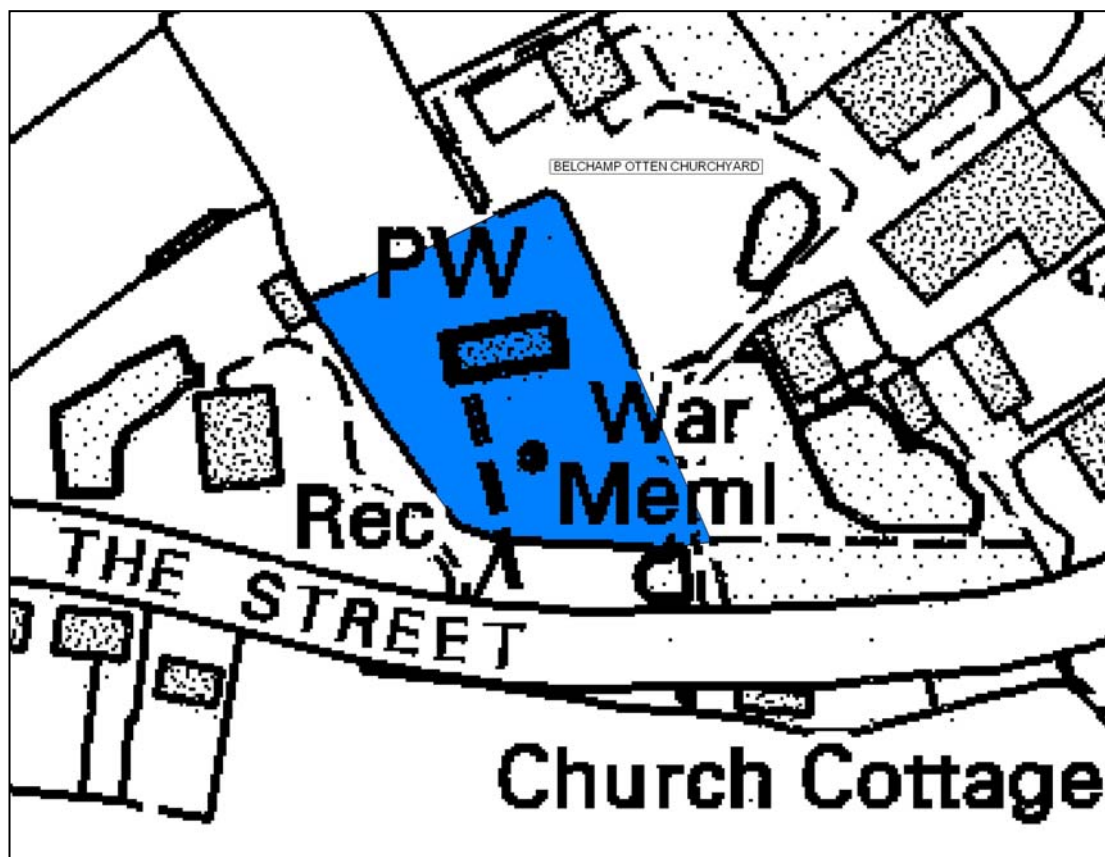 BELCHAMP OTTEN CHURCHYARD
PW
War
Meml
Rec
THE STREET
Church Cottage